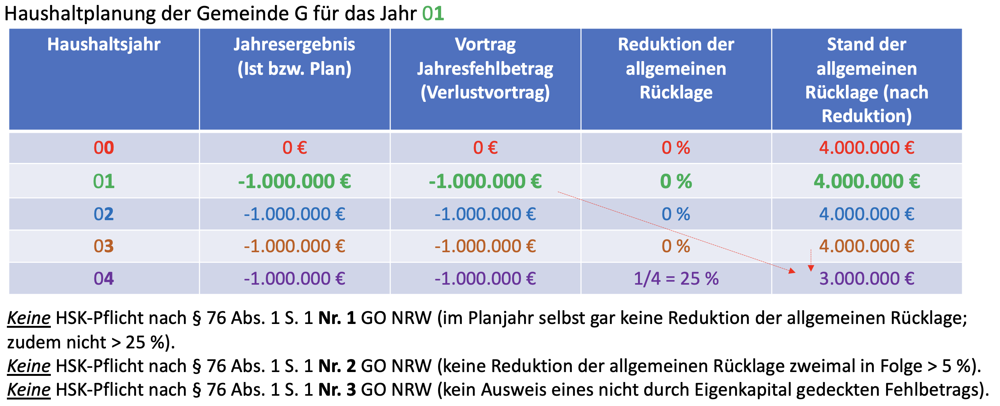 Haushaltplanung der Gemeinde G für das Jahr 01
Haushaltsjahr
Jahresergebnis
(Ist bzw. Plan)
Vortrag
Jahresfehlbetrag
(Verlustvortrag)
Reduktion der
allgemeinen
Rücklage
Stand der
allgemeinen
Rücklage (nach
Reduktion)
00 0 € 0 € 0 % 4.000.000 €
01 -1.000.000 € -1.000.000 € 0 % 4.000.000 €
02 -1.000.000 € -1.000.000 € 0 % 4.000.000 €
03 -1.000.000 € -1.000.000 € 0 % 4.000.000 €
04 -1.000.000 € -1.000.000 € 1/4 = 25 % 3.000.000 €
Keine HSK-Pflicht nach § 76 Abs. 1 S. 1 Nr. 1 GO NRW (im Planjahr selbst gar keine Reduktion der allgemeinen Rücklage;
zudem nicht > 25 %).
Keine HSK-Pflicht nach § 76 Abs. 1 S. 1 Nr. 2 GO NRW (keine Reduktion der allgemeinen Rücklage zweimal in Folge > 5 %).
Keine HSK-Pflicht nach § 76 Abs. 1 S. 1 Nr. 3 GO NRW (kein Ausweis eines nicht durch Eigenkapital gedeckten Fehlbetrags).